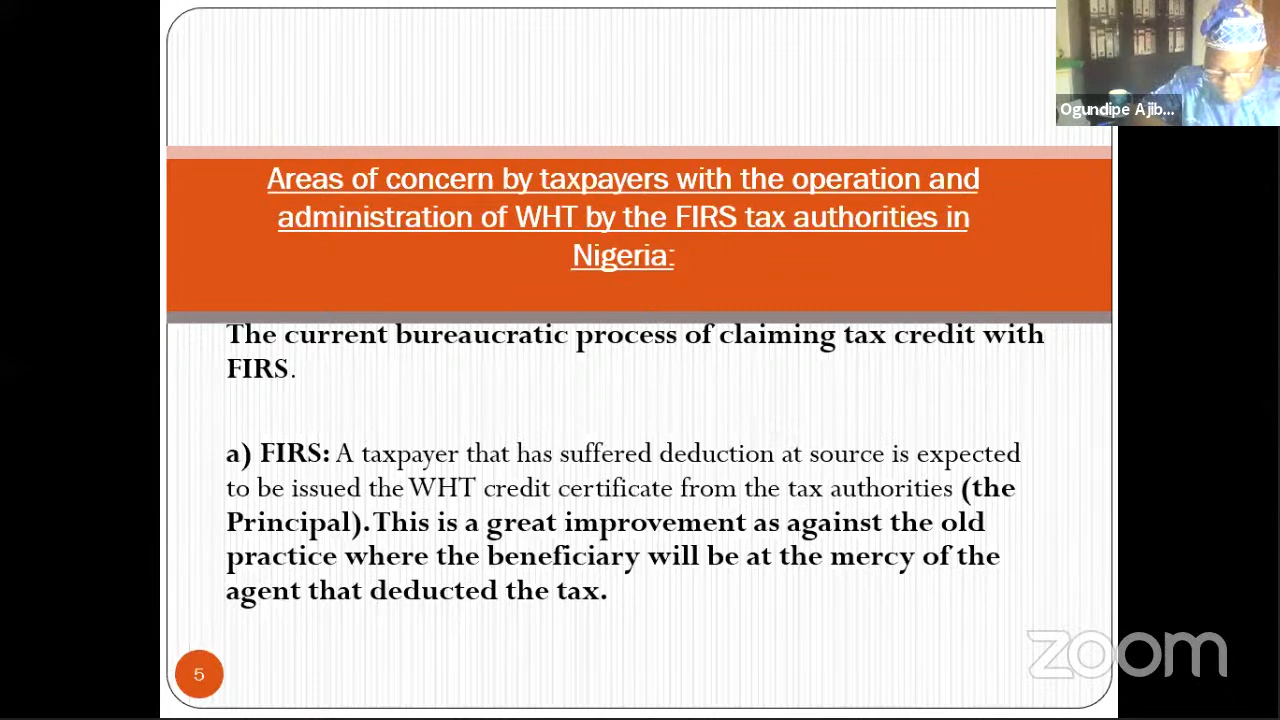 Ogundipe Ajib...
Areas of concern by taxpayers with the operation and
administration of WHT by the FIRS tax authorities in
Nigeria:
The current bureaucratic process of claiming tax credit with
FIRS.
a) FIRS: A taxpayer that has suffered deduction at source is expected
to be issued the WHT credit certificate from the tax authorities (the
Principal). This is a great improvement as against the old
practice where the beneficiary will be at the mercy of the
agent that deducted the tax.
5
zoom